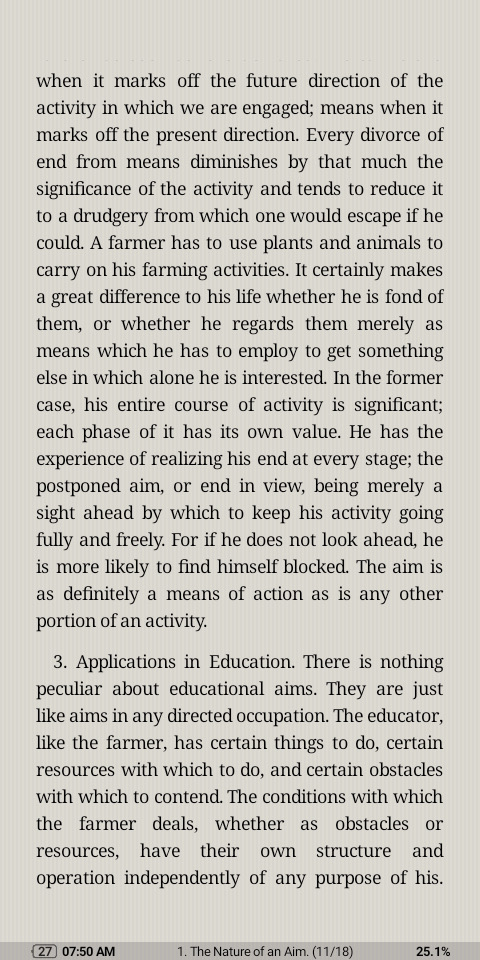 when it marks off the future direction of the
activity in which we are engaged; means when it
marks off the present direction. Every divorce of
end from means diminishes by that much the
significance of the activity and tends to reduce it
to a drudgery from which one would escape if he
could. A farmer has to use plants and animals to
carry on his farming activities. It certainly makes
a great difference to his life whether he is fond of
them, or whether he regards them merely as
means which he has to employ to get something
else in which alone he is interested. In the former
case, his entire course of activity is significant;
each phase of it has its own value. He has the
experience of realizing his end at every stage; the
postponed aim, or end in view, being merely a
sight ahead by which to keep his activity going
fully and freely. For if he does not look ahead, he
is more likely to find himself blocked. The aim is
as definitely a means of action as is any other
portion of an activity.
3. Applications in Education. There is nothing
peculiar about educational aims. They are just
like aims in any directed occupation. The educator,
like the farmer, has certain things to do, certain
resources with which to do, and certain obstacles
with which to contend. The conditions with which
the farmer deals, whether as obstacles or
resources, have their own structure and
operation independently of any purpose of his.
27 07:50 AM 1. The Nature of an Aim. (11/18) 25.1%